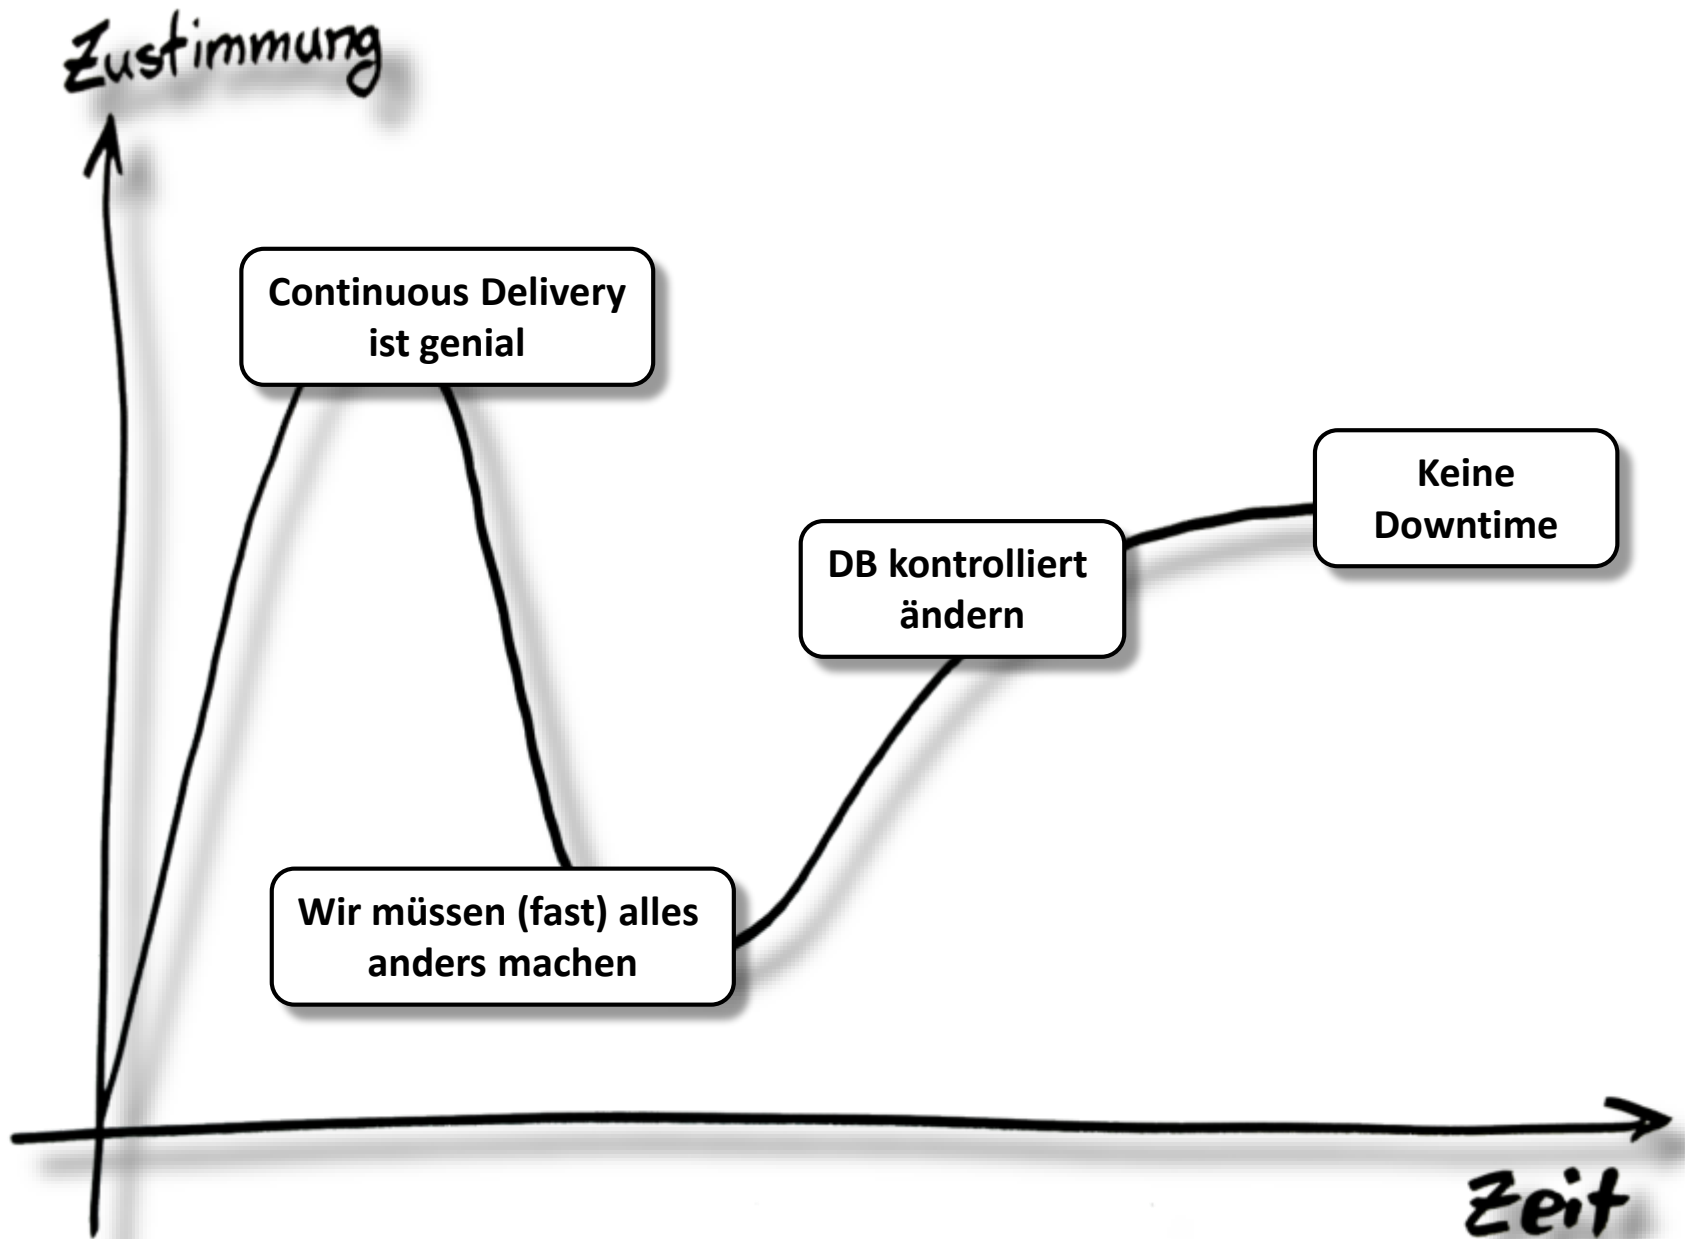 Zustimmung
Continuous Delivery
ist genial
Keine
Downtime
DB kontrolliert
ändern
Wir müssen (fast) alles
anders machen
Zeit